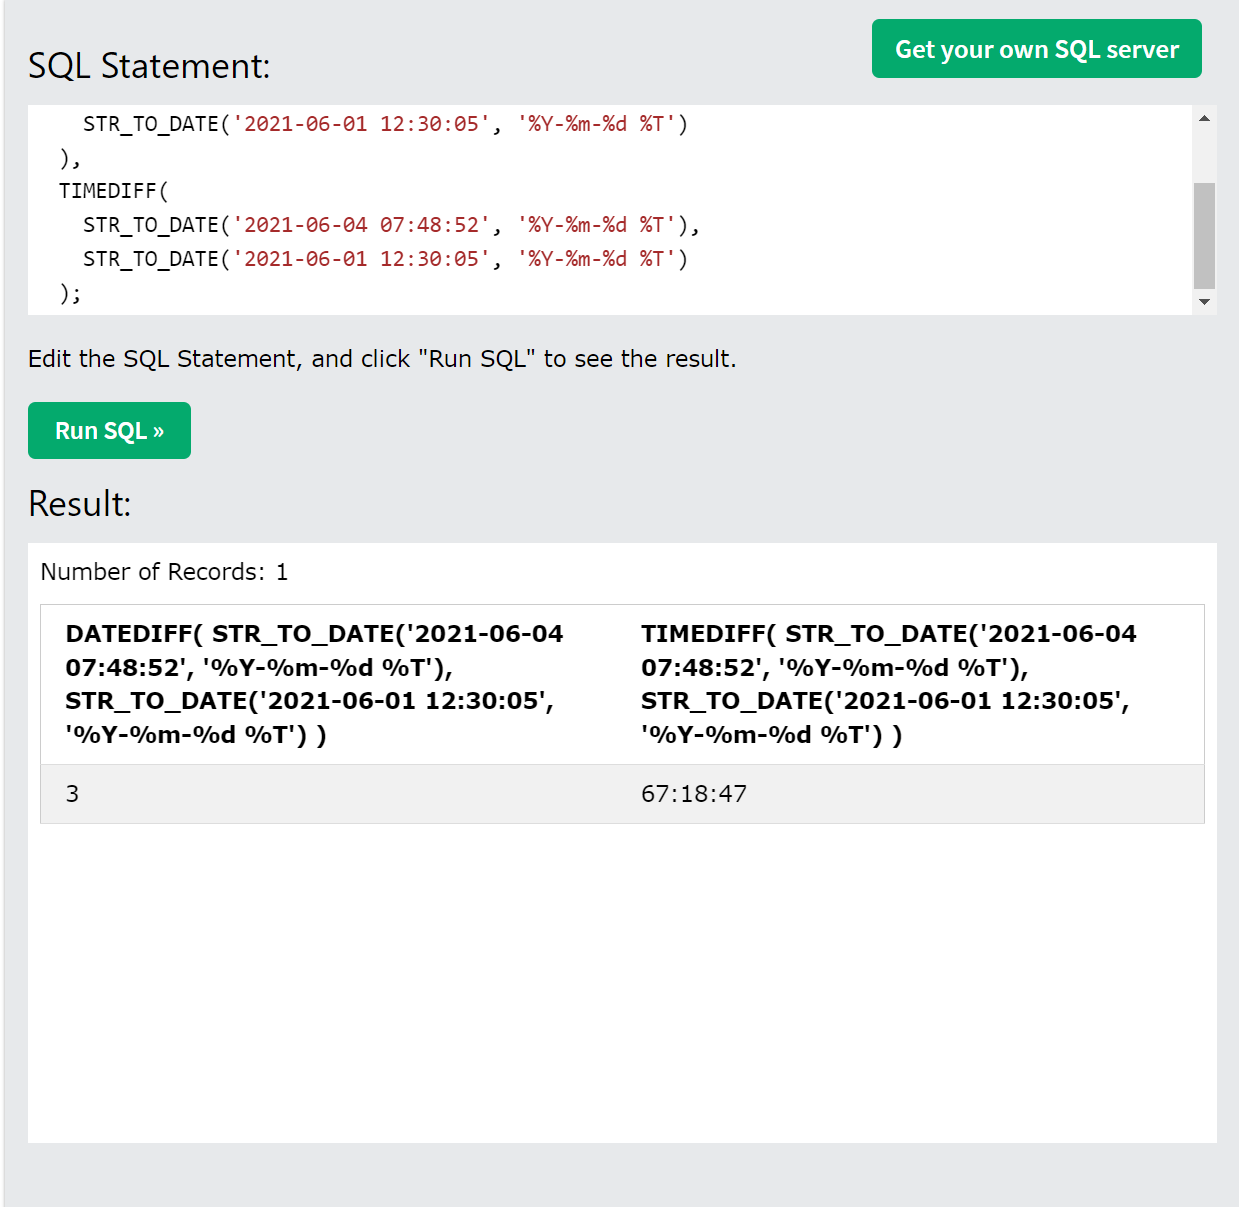 SQL Statement:
Get your own SQL server
STR_TO_DATE('2021-06-01 12:30:05', '%Y-%m-%d %T')
),
TIMEDIFF(
STR_TO_DATE('2021-06-04 07:48:52', '%Y-%m-%d %T'),
STR_TO_DATE('2021-06-01 12:30:05', '%Y-%m-%d %T')
);
Edit the SQL Statement, and click "Run SQL" to see the result.
Run SQL »
Result:
Number of Records: 1
DATEDIFF( STR_TO_DATE('2021-06-04
07:48:52', '%Y-%m-%d %T'),
STR_TO_DATE('2021-06-01 12:30:05',
'%Y-%m-%d %T') )
TIMEDIFF( STR_TO_DATE('2021-06-04
07:48:52', '%Y-%m-%d %T'),
STR_TO_DATE('2021-06-01 12:30:05',
'%Y-%m-%d %T') )
3
67:18:47